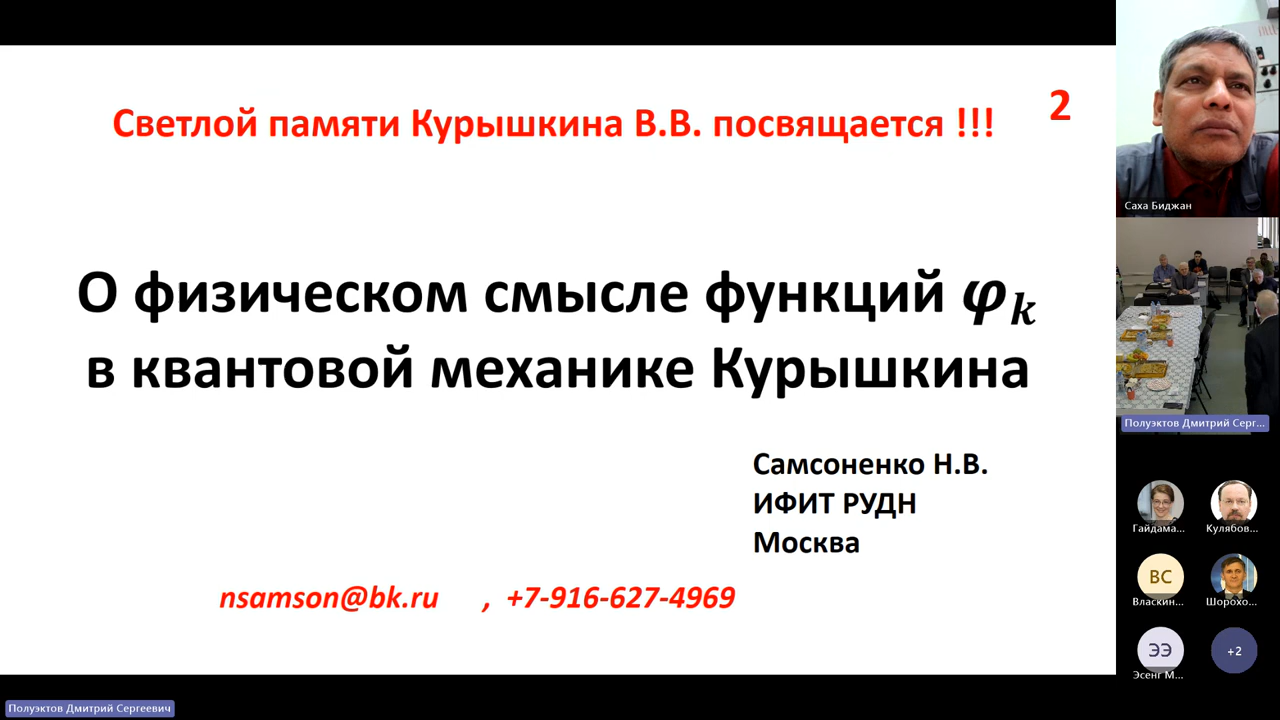 Светлой памяти Курышкина В.В. посвящается !!!
2
О физическом смысле функций φₖ
в квантовой механике Курышкина
Самсоненко Н.В.
ИФИТ РУДН
Москва
nsamson@bk.ru , +7-916-627-4969
Саха Биджан
Полуэктов Дмитрий Серг...
Гайдама...
Кулябов...
ВС
Власкин...
Шорохо...
ЭЭ
Эсенг М...
+2
Полуэктов Дмитрий Сергеевич